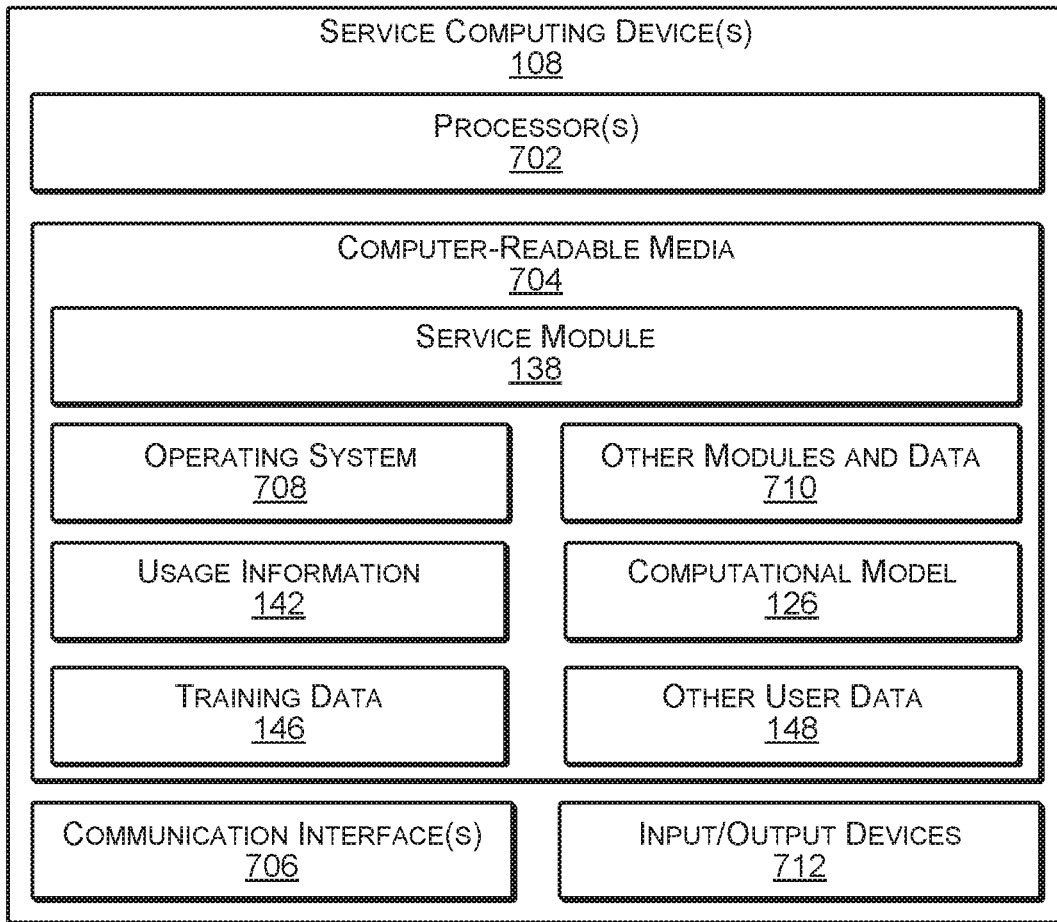 SERVICE COMPUTING DEVICE(S)
108
PROCESSOR(S)
702
COMPUTER-READABLE MEDIA
704
SERVICE MODULE
138
OPERATING SYSTEM
708
OTHER MODULES AND DATA
710
USAGE INFORMATION
142
COMPUTATIONAL MODEL
126
TRAINING DATA
146
OTHER USER DATA
148
COMMUNICATION INTERFACE(S)
706
INPUT/OUTPUT DEVICES
712